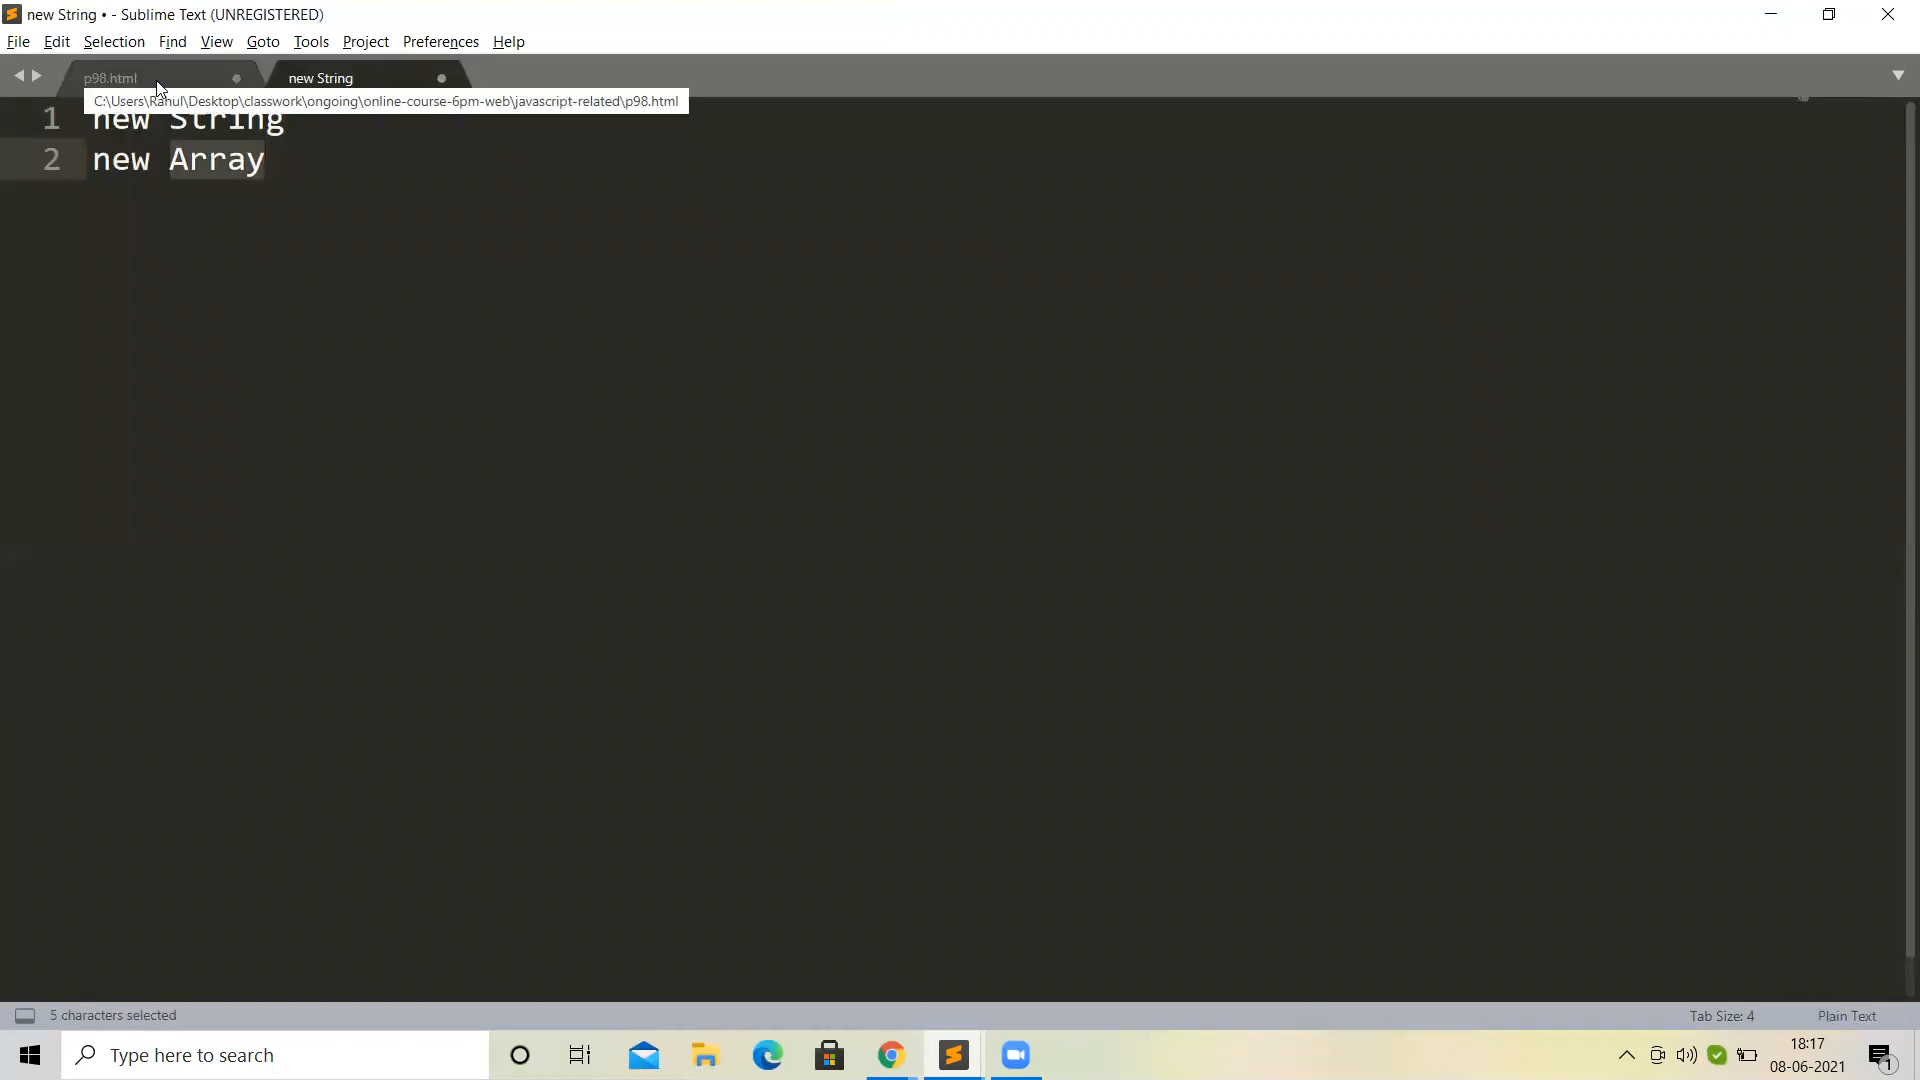 new String • - Sublime Text (UNREGISTERED)
File Edit Selection Find View Goto Tools Project Preferences Help
p98.html new String
C:\Users\Rahul\Desktop\classwork\ongoing\online-course-6pm-web\javascript-related\p98.html
1 new String
2 new Array
5 characters selected Tab Size: 4 Plain Text
Type here to search
18:17
08-06-2021
1